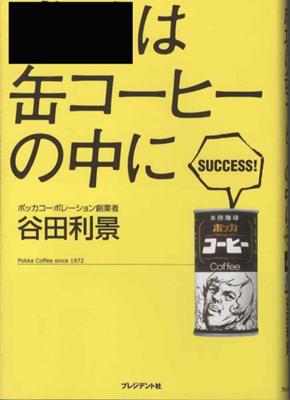 は
缶コーヒー
の中に
SUCCESS!
ポッカコーポレーション創業者
谷田利景
Pokka Coffee since 1972
本格珈琲
ポッカ
コーヒー
Coffee
プレジデント社